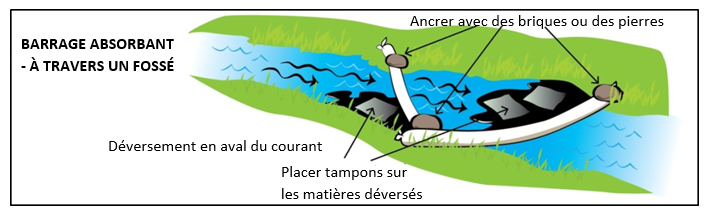 Ancrer avec des briques ou des pierres
BARRAGE ABSORBANT
- À TRAVERS UN FOSSÉ
Déversement en aval du courant
Placer tampons sur
les matières déversés